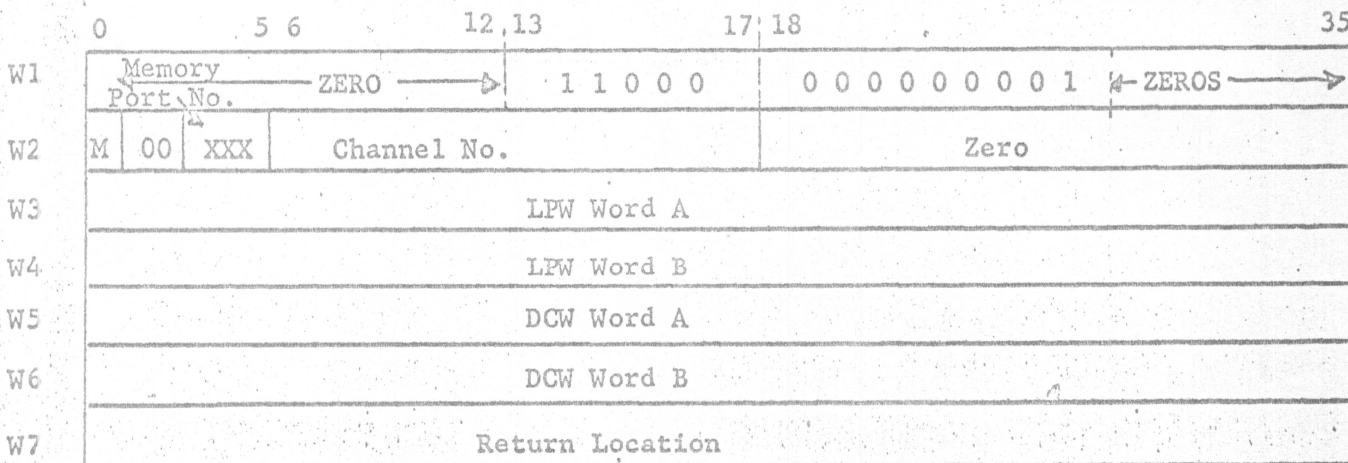 0 5 6 12 13 17 18 35
W1 Memory Port No. ZERO 1 1 0 0 0 0 0 0 0 0 0 0 0 1 ZEROS
W2 M 00 XXX Channel No. Zero
W3 LPW Word A
W4 LPW Word B
W5 DCW Word A
W6 DCW Word B
W7 Return Location